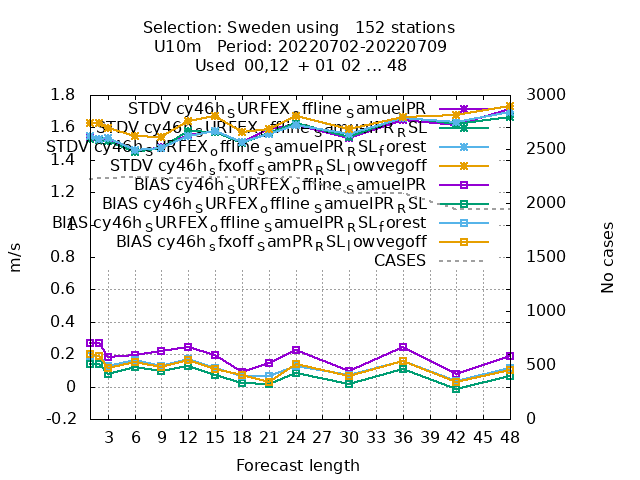 Selection: Sweden using   152 stations
U10m   Period: 20220702-20220709
Used  00,12  + 01 02 ... 48
STDV cy46h_SURFEX_offline_samuelPR
STDV cy46h_SURFEX_offline_samuelPR_RSL
STDV cy46h_SURFEX_offline_samuelPR_RSL_forest
STDV cy46h_sfxoff_samPR_RSL_lowvegoff
BIAS cy46h_SURFEX_offline_samuelPR
BIAS cy46h_SURFEX_offline_samuelPR_RSL
BIAS cy46h_SURFEX_offline_samuelPR_RSL_forest
BIAS cy46h_sfxoff_samPR_RSL_lowvegoff
CASES
1.8
1.6
1.4
1.2
1
0.8
0.6
0.4
0.2
0
-0.2
m/s
3000
2500
2000
1500
1000
500
0
No cases
3 6 9 12 15 18 21 24 27 30 33 36 39 42 45 48
Forecast length